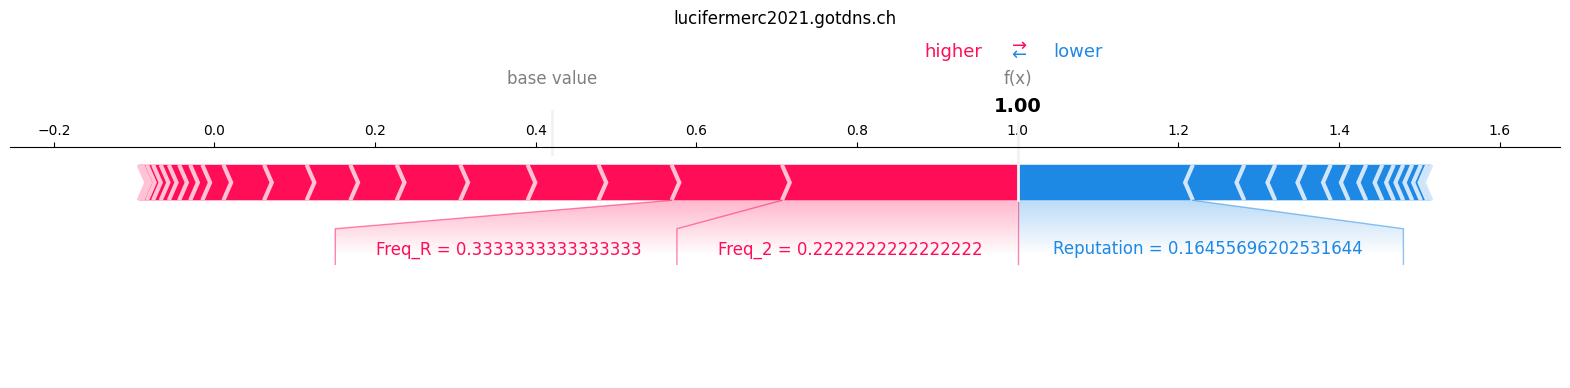 lucifermerc2021.gotdns.ch
higher ⇄ lower
base value f(x)
1.00
−0.2 0.0 0.2 0.4 0.6 0.8 1.0 1.2 1.4 1.6
Freq_R = 0.3333333333333333 Freq_2 = 0.2222222222222222 Reputation = 0.16455696202531644